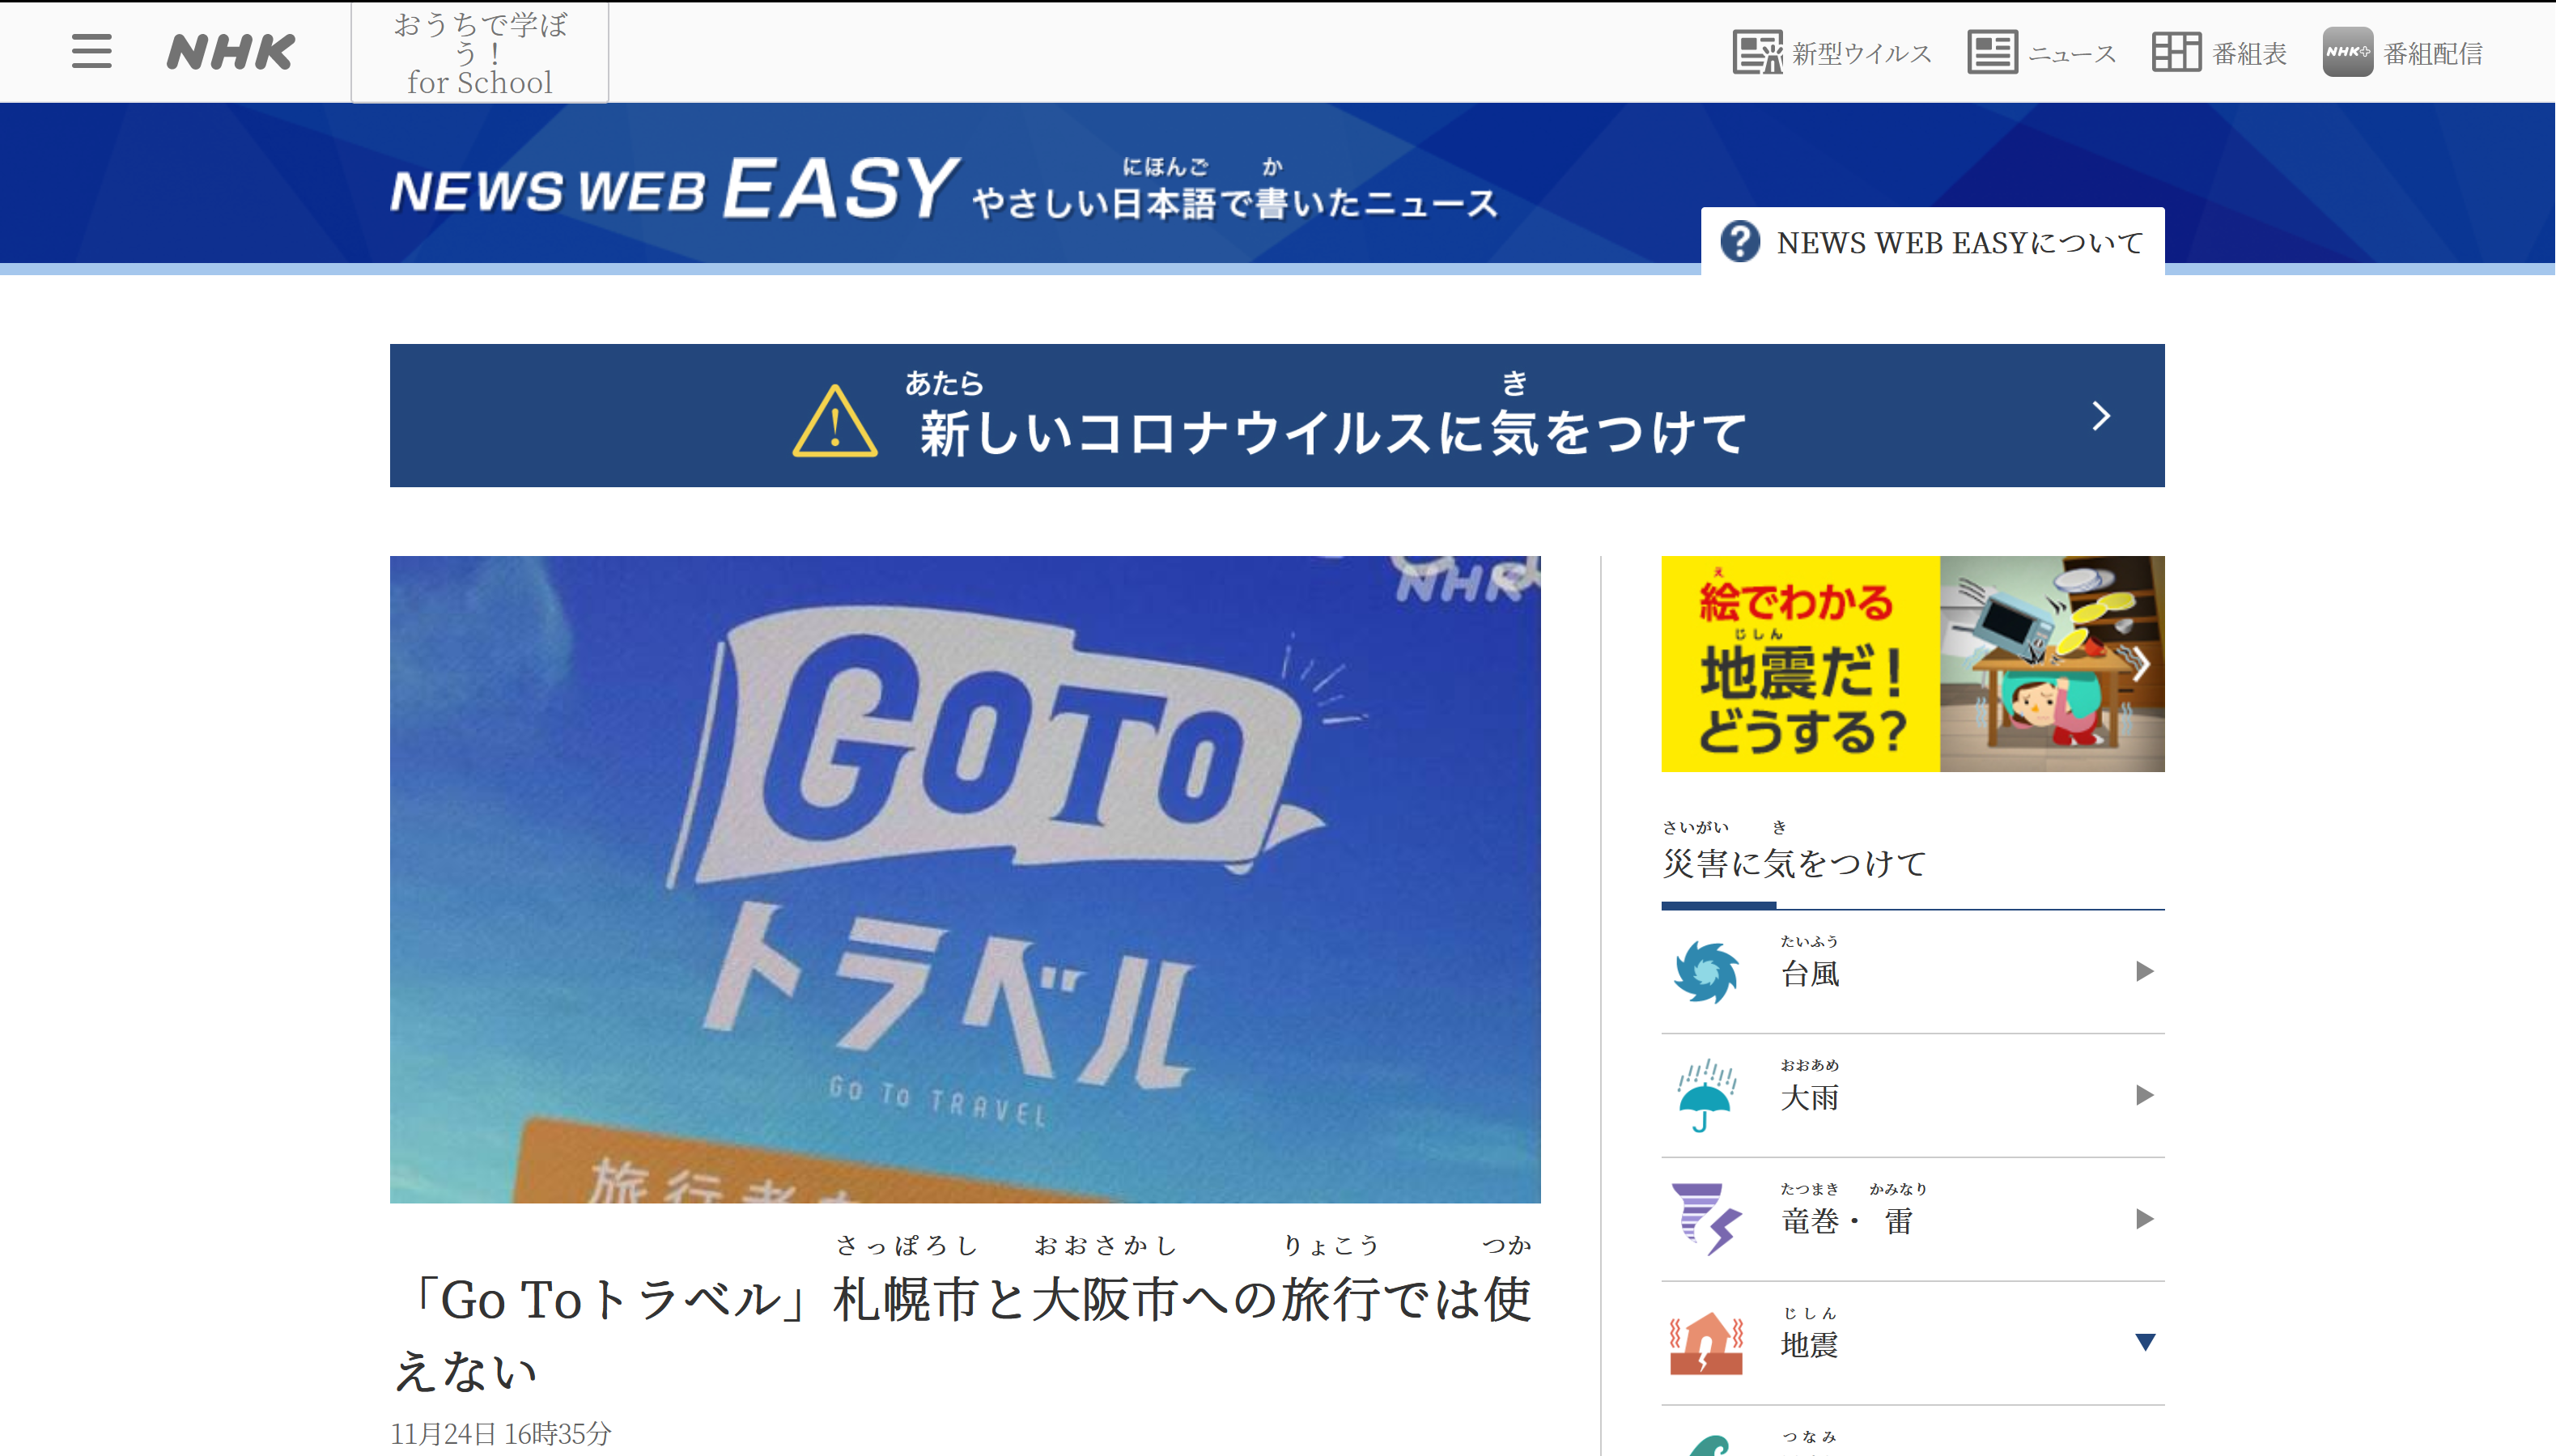 NHK
おうちで学ぼ
う！
for School
新型ウイルス
ニュース
番組表
NHK+
番組配信
にほんご か
NEWS WEB EASY やさしい日本語で書いたニュース
NEWS WEB EASYについて
あたら き
新しいコロナウイルスに気をつけて
NHK
GOTO
トラベル
GO TO TRAVEL
旅行者
さっぽろし おおさかし りょこう つか
「Go Toトラベル」札幌市と大阪市への旅行では使
えない
11月24日 16時35分
え
絵でわかる
じしん
地震だ！
どうする？
さいがい き
災害に気をつけて
たいふう
台風
おおあめ
大雨
たつまき かみなり
竜巻・ 雷
じしん
地震
つなみ